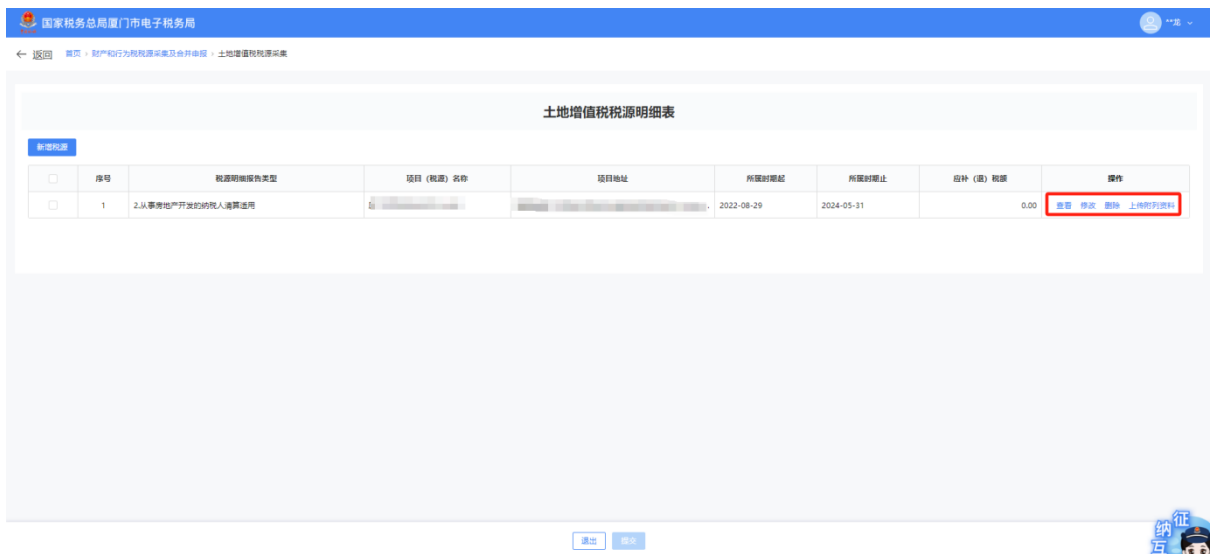 国家税务总局厦门市电子税务局
**龙
返回 首页 > 财产和行为税税源采集及合并申报 > 土地增值税税源采集
土地增值税税源明细表
新增税源
序号 税源明细报告类型 项目（税源）名称 项目地址 所属时期起 所属时期止 应补（退）税额 操作
1 2.从事房地产开发的纳税人清算适用 2022-08-29 2024-05-31 0.00 查看 修改 删除 上传附列资料
退出 提交
征
纳
互